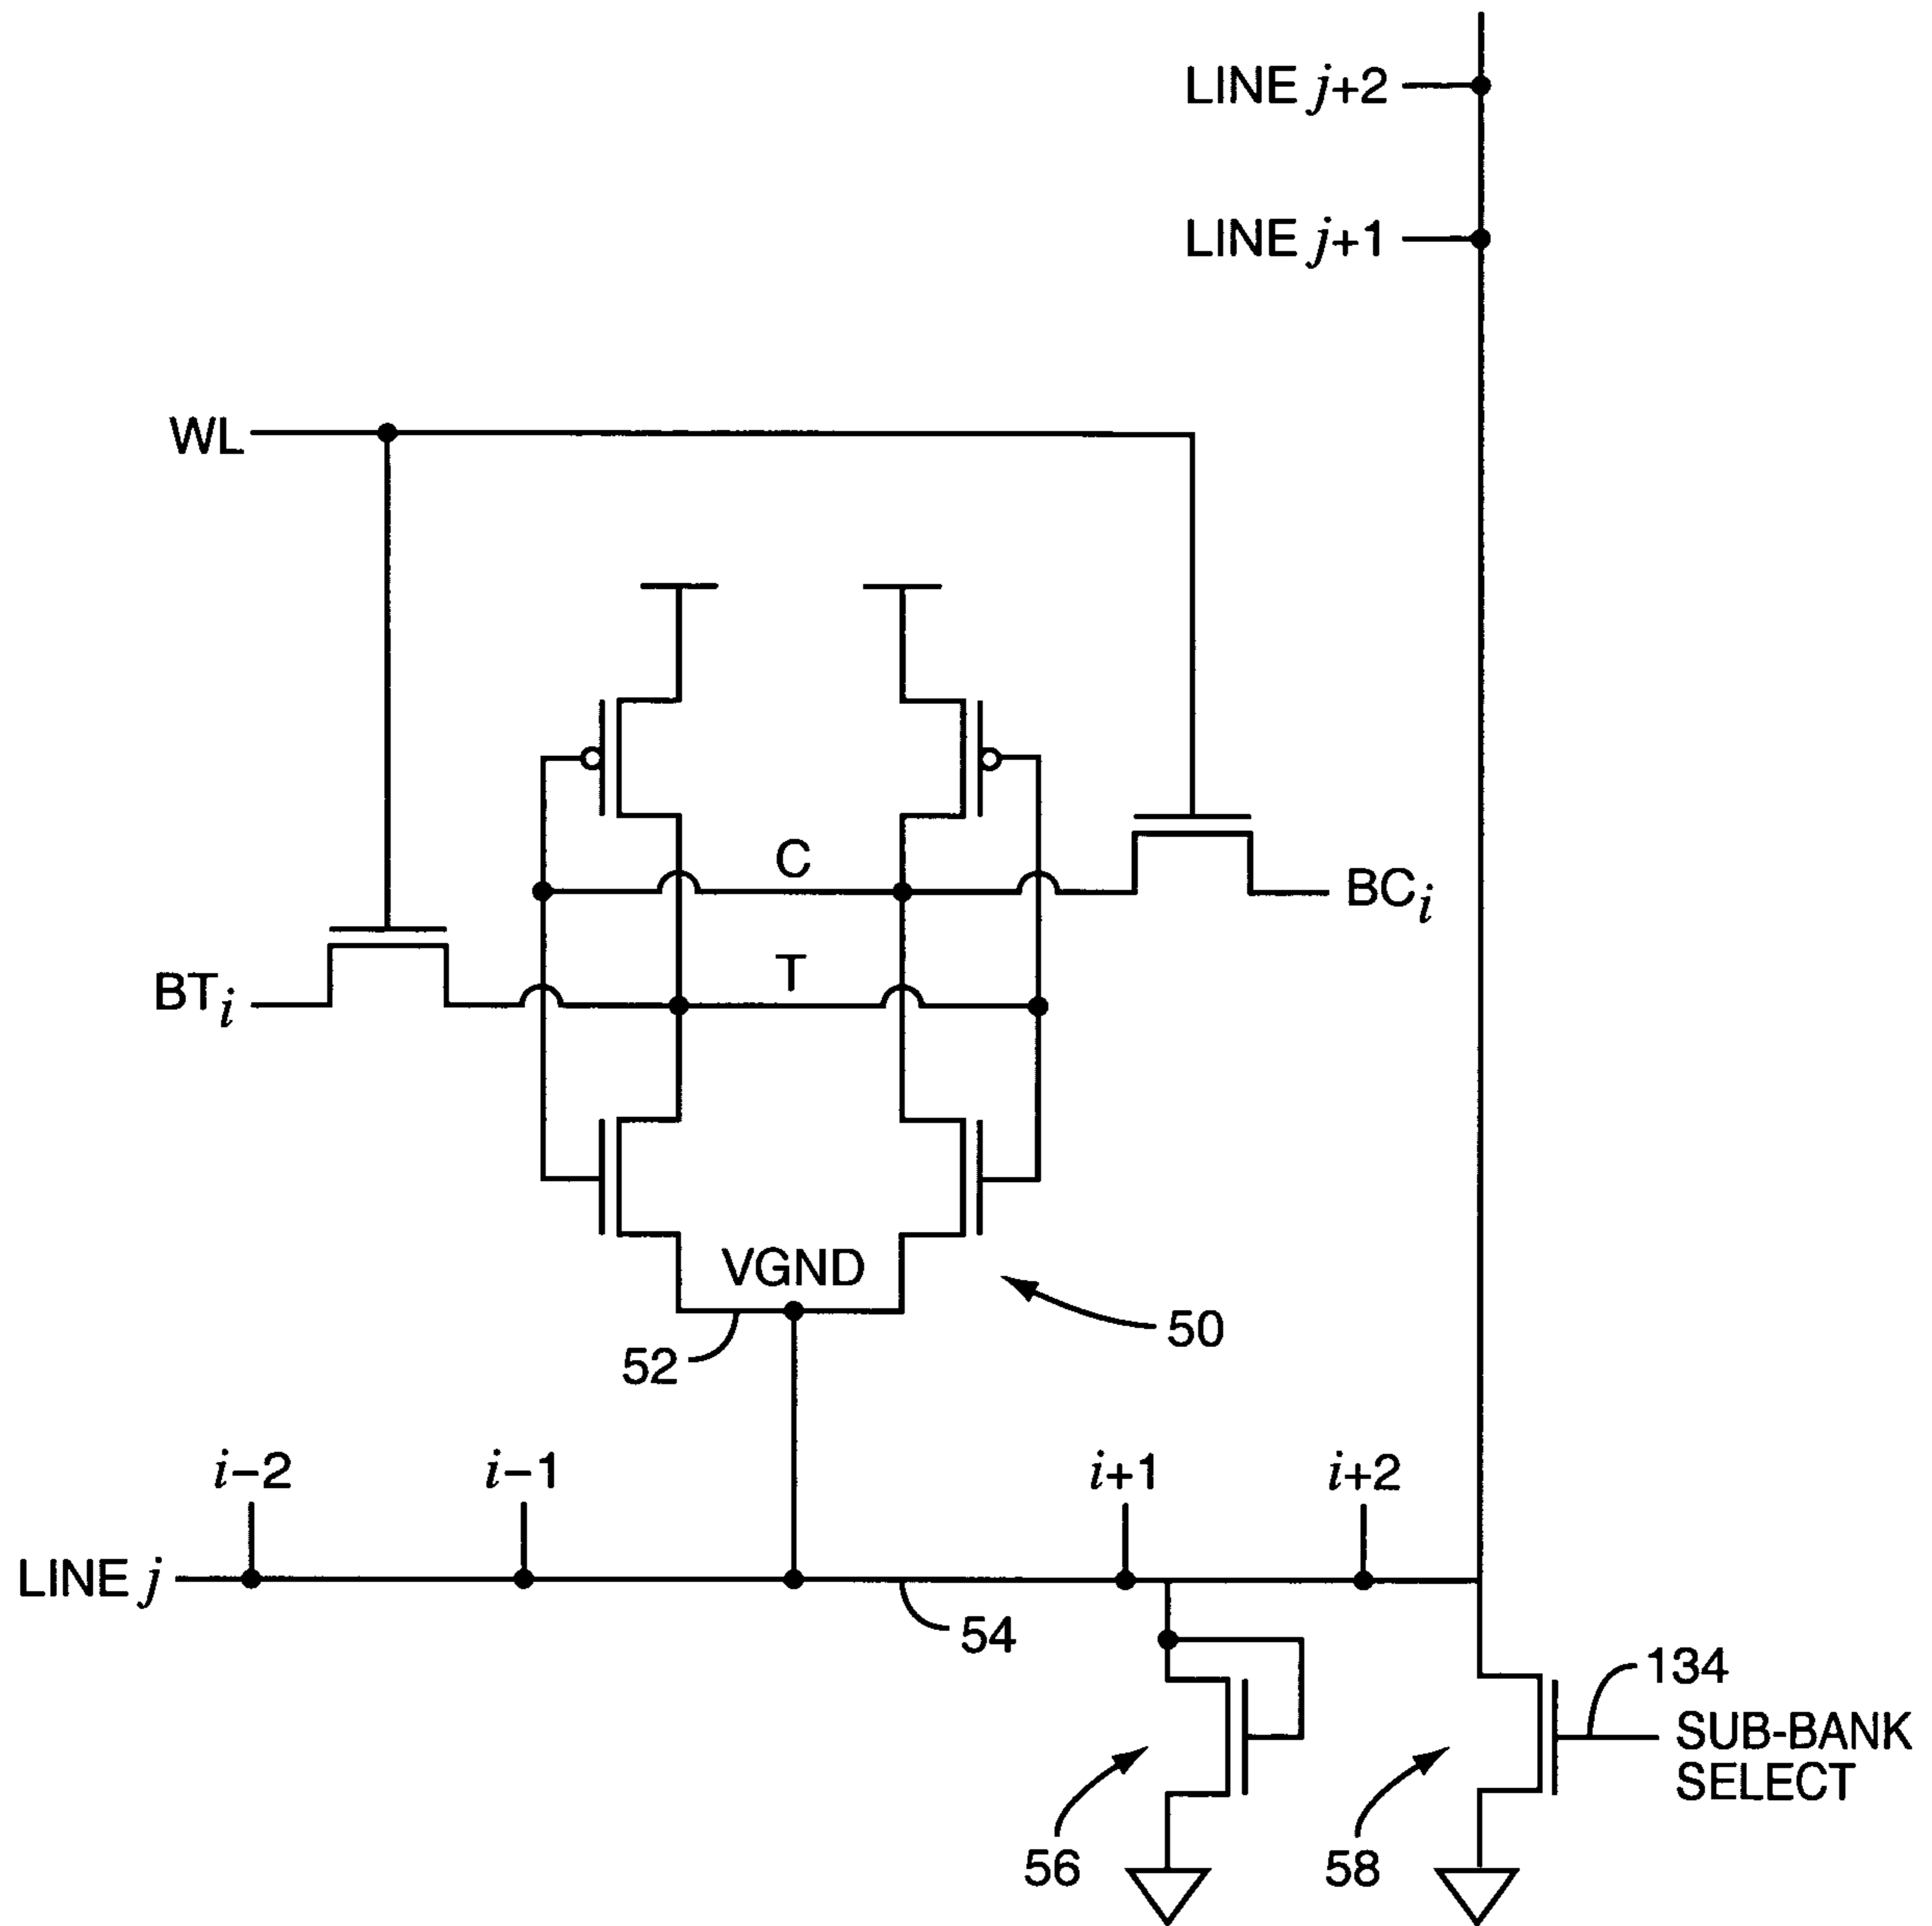 LINE j+2
LINE j+1
WL
C
BCi
T
BTi
VGND
50
52
i–2
i–1
i+1
i+2
LINE j
54
134
SUB-BANK
SELECT
56
58